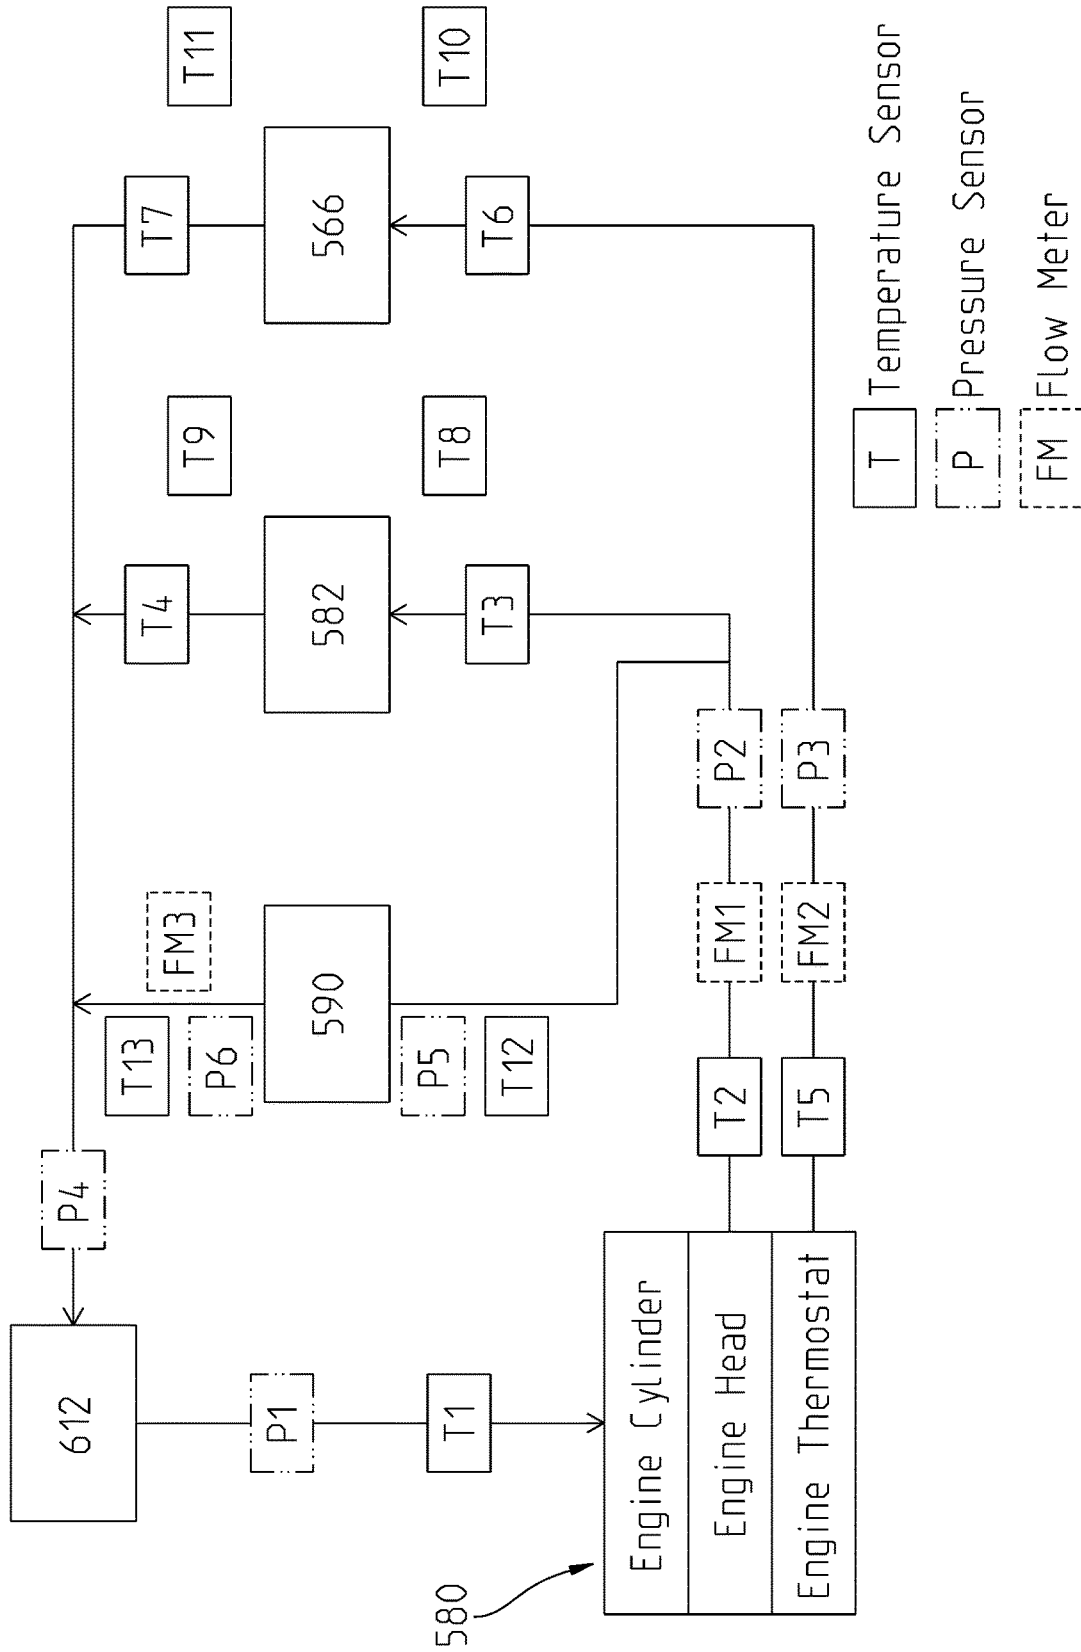 580
612
P1
T1
Engine Cylinder
Engine Head
Engine Thermostat
P4
T13
P6
FM3
590
P5
T12
T2
FM1
P2
T5
FM2
P3
T4
582
T3
T9
T8
T7
566
T6
T11
T10
T Temperature Sensor
P Pressure Sensor
FM Flow Meter